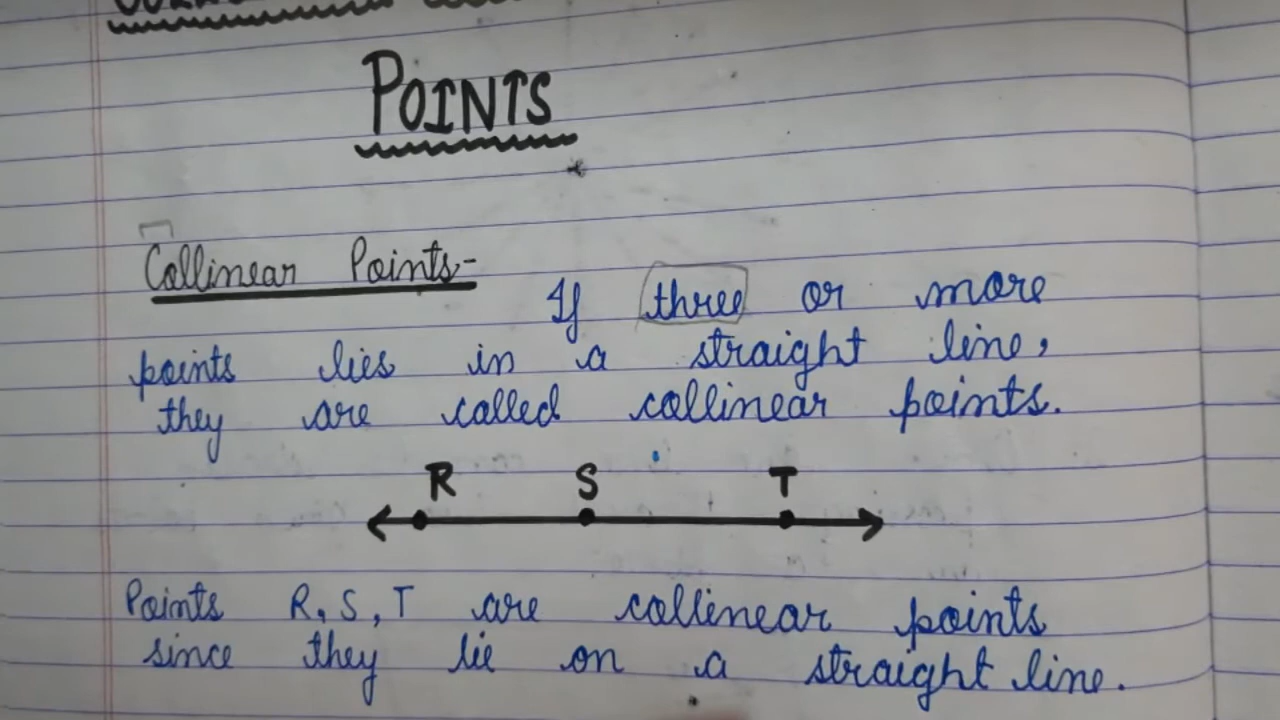 POINTS
Collinear Points-
If three or more
points lies in a straight line,
they are called collinear points.
R S T
Points R, S, T are collinear points
since they lie on a straight line.